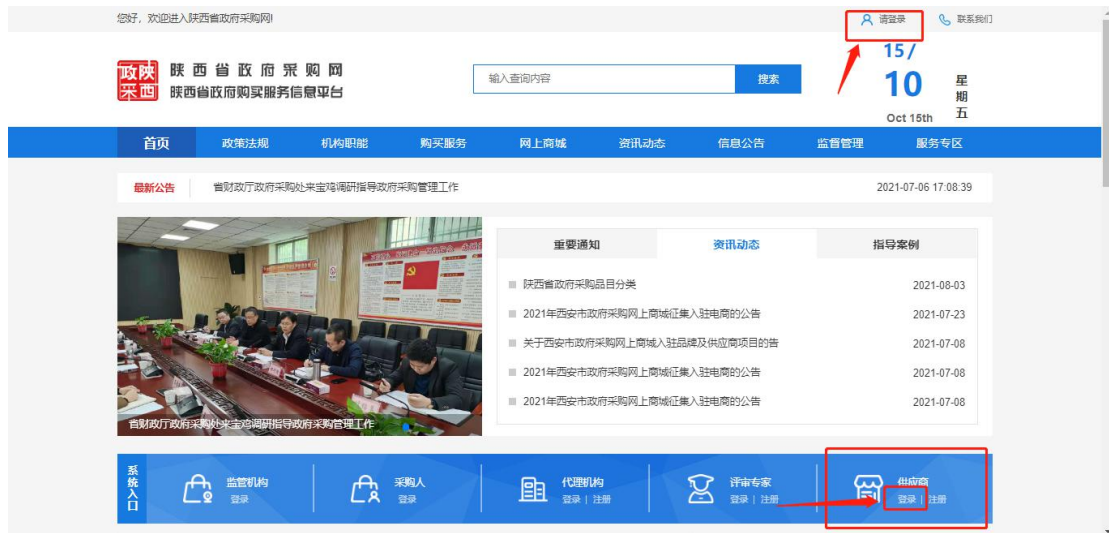 您好，欢迎进入陕西省政府采购网!
请登录
联系我们
政陕
采西
陕西省政府采购网
陕西省政府购买服务信息平台
输入查询内容
搜索
15/
10
Oct 15th
星
期
五
首页
政策法规
机构职能
购买服务
网上商城
资讯动态
信息公告
监督管理
服务专区
最新公告
省财政厅政府采购处来宝鸡调研指导政府采购管理工作
2021-07-06 17:08:39
重要通知
资讯动态
指导案例
陕西省政府采购品目分类 2021-08-03
2021年西安市政府采购网上商城征集入驻电商的公告 2021-07-23
关于西安市政府采购网上商城入驻品牌及供应商项目的告 2021-07-08
2021年西安市政府采购网上商城征集入驻电商的公告 2021-07-08
2021年西安市政府采购网上商城征集入驻电商的公告 2021-07-08
省财政厅政府采购处来宝鸡调研指导政府采购管理工作
系
统
入
口
监管机构
登录
采购人
登录
代理机构
登录 | 注册
评审专家
登录 | 注册
供应商
登录 | 注册